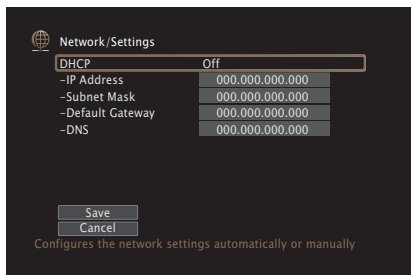 Network/Settings
DHCP Off
–IP Address 000.000.000.000
–Subnet Mask 000.000.000.000
–Default Gateway 000.000.000.000
–DNS 000.000.000.000
Save
Cancel
Configures the network settings automatically or manually